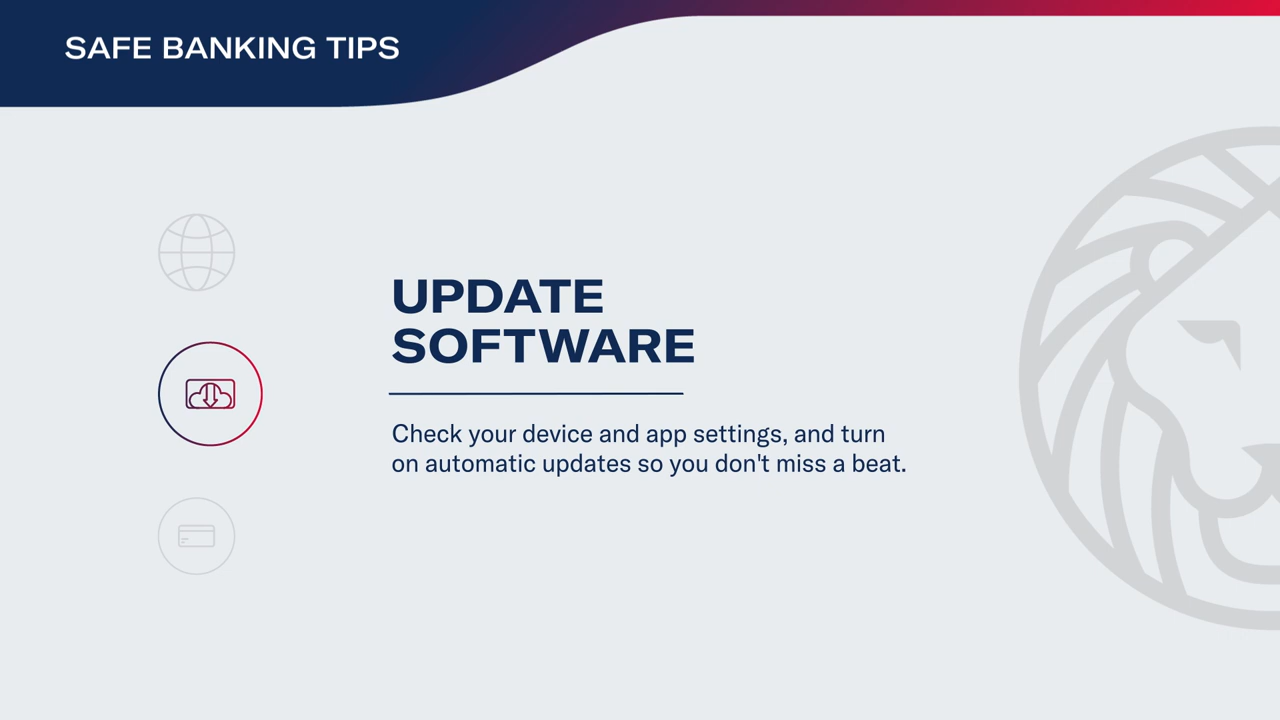 SAFE BANKING TIPS
UPDATE
SOFTWARE
Check your device and app settings, and turn
on automatic updates so you don't miss a beat.